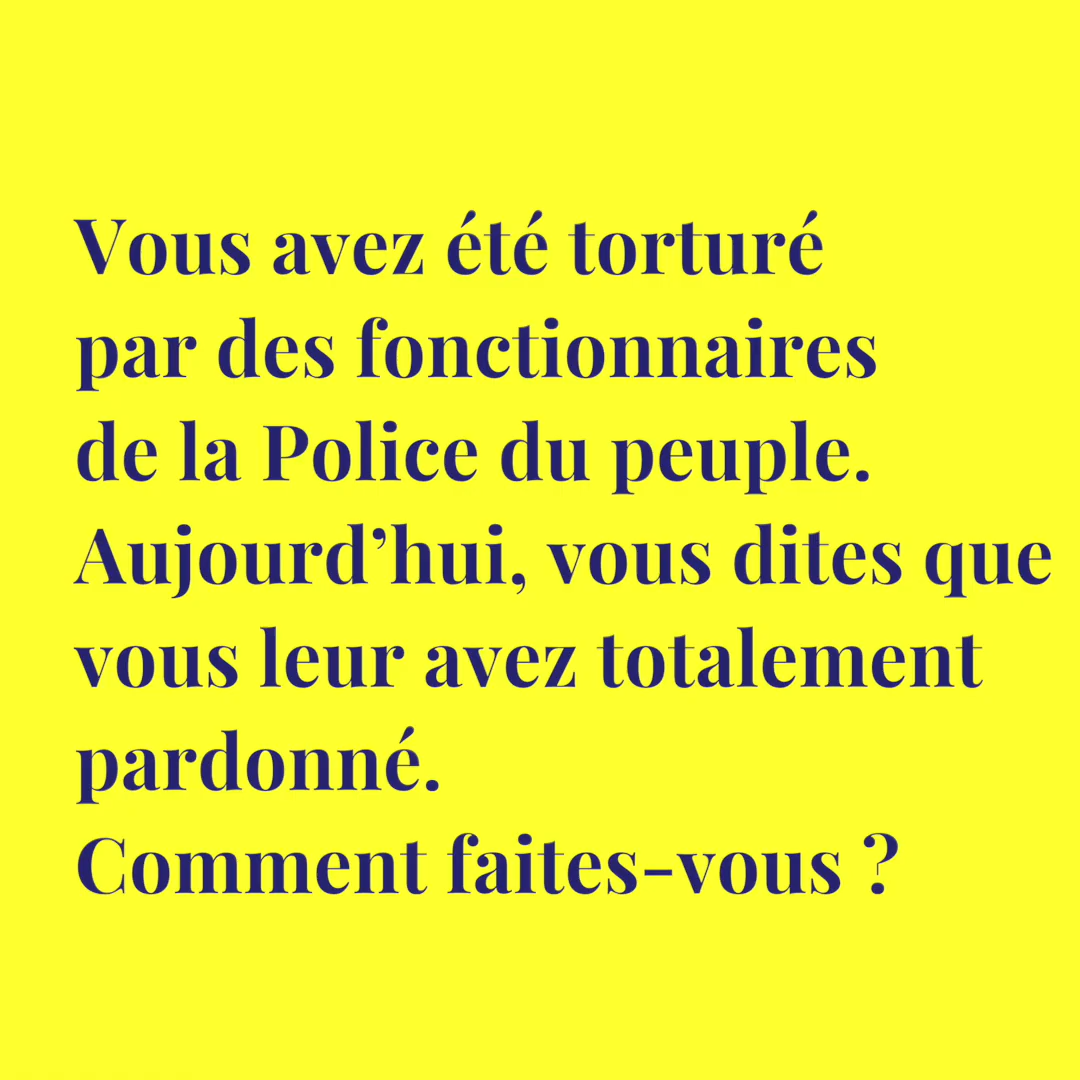 Vous avez été torturé
par des fonctionnaires
de la Police du peuple.
Aujourd’hui, vous dites que
vous leur avez totalement
pardonné.
Comment faites-vous ?